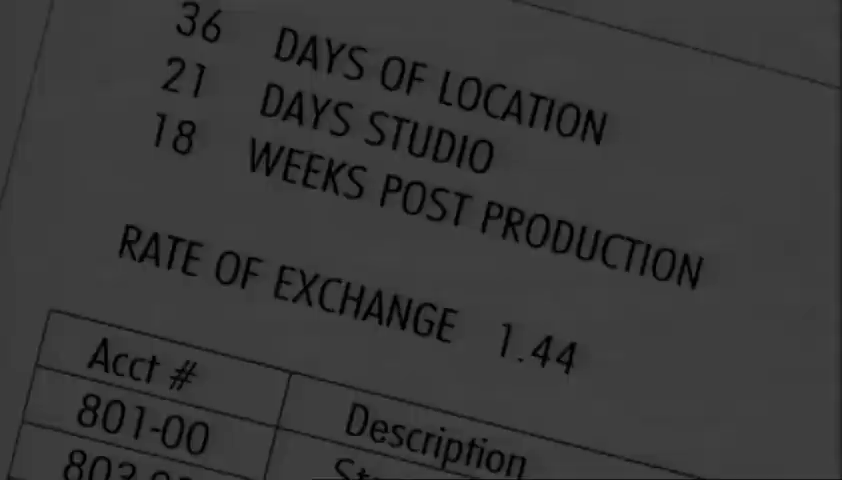 36 DAYS OF LOCATION
21 DAYS STUDIO
18 WEEKS POST PRODUCTION
RATE OF EXCHANGE 1.44
Acct # Description
801-00